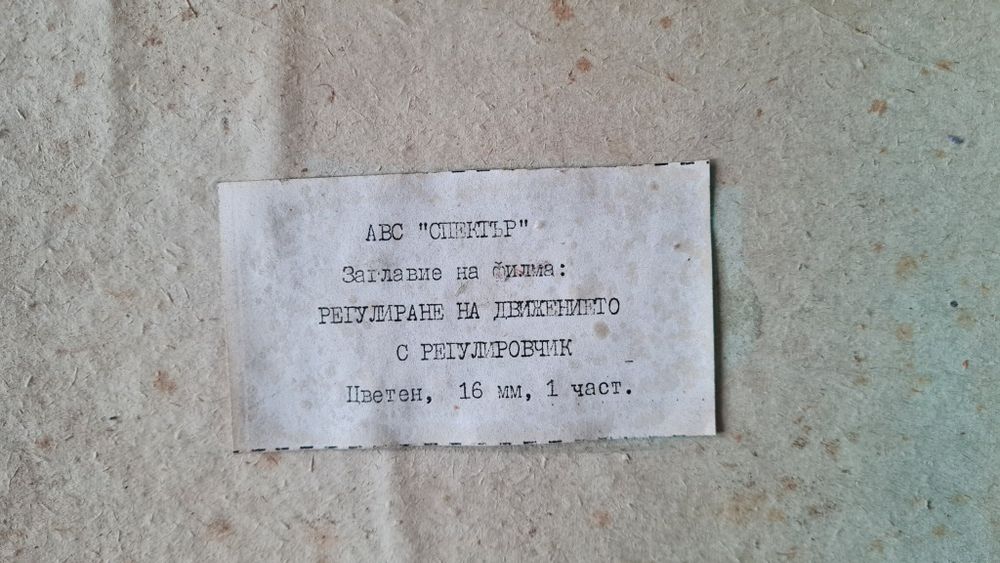 АВС "СПЕКТЪР"
Заглавие на филма:
РЕГУЛИРАНЕ НА ДВИЖЕНИЕТО
С РЕГУЛИРОВЧИК
Цветен, 16 мм, 1 част.